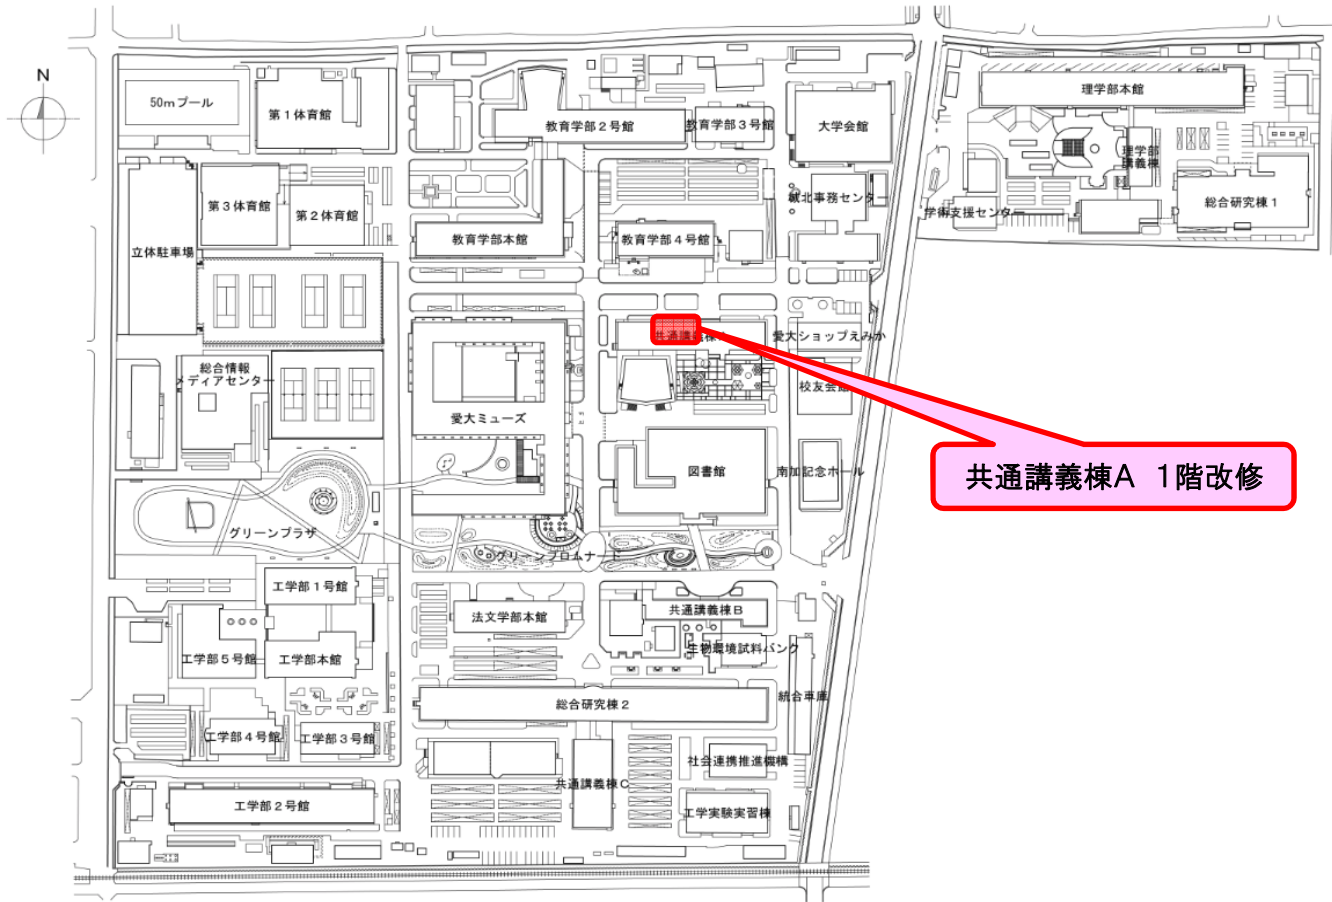 N
50mプール
第1体育館
教育学部2号館
教育学部3号館
大学会館
理学部本館
理学部
講義棟
総合研究棟1
学術支援センター
城北事務センター
第3体育館
第2体育館
立体駐車場
教育学部本館
教育学部4号館
共通講義棟A
愛大ショップえみか
校友会館
総合情報
メディアセンター
愛大ミューズ
図書館
南加記念ホール
共通講義棟A 1階改修
グリーンプラザ
グリーンプロムナード
工学部1号館
法文学部本館
共通講義棟B
生物環境試料バンク
工学部5号館
工学部本館
総合研究棟2
統合車庫
工学部4号館
工学部3号館
社会連携推進機構
共通講義棟C
工学部2号館
工学実験実習棟